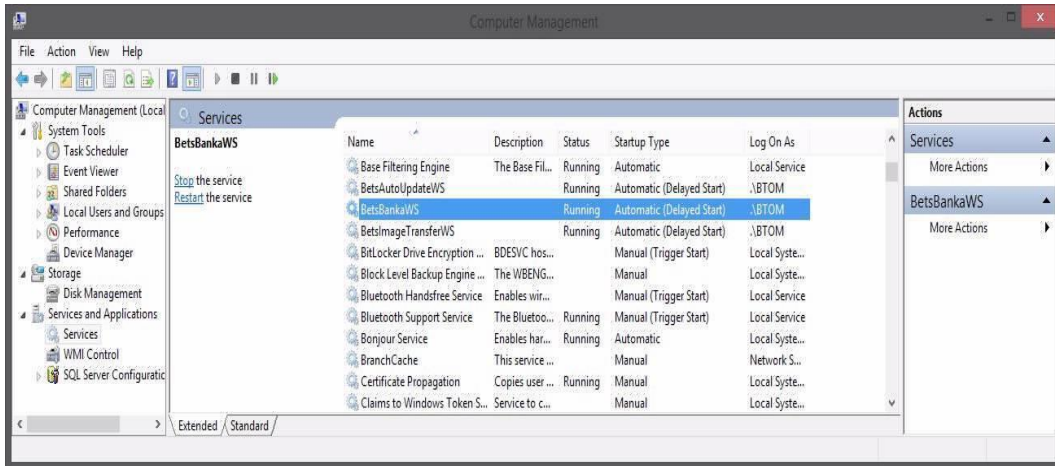 Computer Management
File Action View Help
Computer Management (Local
System Tools
Task Scheduler
Event Viewer
Shared Folders
Local Users and Groups
Performance
Device Manager
Storage
Disk Management
Services and Applications
Services
WMI Control
SQL Server Configuratic
Services
BetsBankaWS
Stop the service
Restart the service
Name Description Status Startup Type Log On As
Base Filtering Engine The Base Fil... Running Automatic Local Service
BetsAutoUpdateWS Running Automatic (Delayed Start) .\BTOM
BetsBankaWS Running Automatic (Delayed Start) .\BTOM
BetsImageTransferWS Running Automatic (Delayed Start) .\BTOM
BitLocker Drive Encryption ... BDESVC hos... Manual (Trigger Start) Local Syste...
Block Level Backup Engine ... The WBENG... Manual Local Syste...
Bluetooth Handsfree Service Enables wir... Manual (Trigger Start) Local Service
Bluetooth Support Service The Bluetoo... Running Manual (Trigger Start) Local Service
Bonjour Service Enables har... Running Automatic Local Syste...
BranchCache This service ... Manual Network S...
Certificate Propagation Copies user ... Running Manual Local Syste...
Claims to Windows Token S... Service to c... Manual Local Syste...
Extended Standard
Actions
Services
More Actions
BetsBankaWS
More Actions